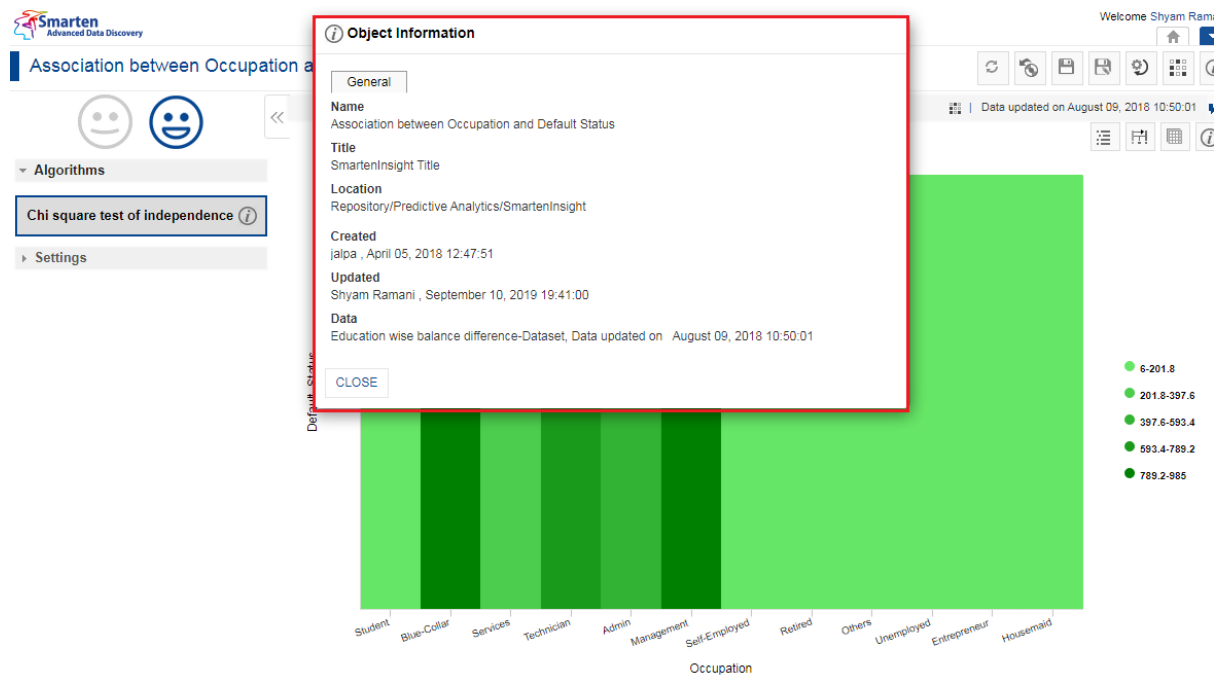 Smarten
Advanced Data Discovery
Welcome Shyam Rama
Association between Occupation a
Object Information
General
Name
Association between Occupation and Default Status
Title
SmartenInsight Title
Location
Repository/Predictive Analytics/SmartenInsight
Created
jalpa , April 05, 2018 12:47:51
Updated
Shyam Ramani , September 10, 2019 19:41:00
Data
Education wise balance difference-Dataset, Data updated on August 09, 2018 10:50:01
CLOSE
| Data updated on August 09, 2018 10:50:01
Algorithms
Chi square test of independence
Settings
Default Status
6-201.8
201.8-397.6
397.6-593.4
593.4-789.2
789.2-985
Student
Blue-Collar
Services
Technician
Admin
Management
Self-Employed
Retired
Others
Unemployed
Entrepreneur
Housemaid
Occupation